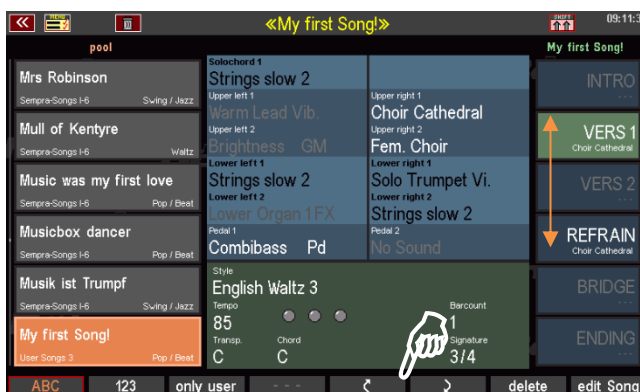 MENU
«My first Song!»
SHIFT
09:11:3
pool
My first Song!
Mrs Robinson
Sempra-Songs I-6 Swing / Jazz
Mull of Kentyre
Sempra-Songs I-6 Waltz
Music was my first love
Sempra-Songs I-6 Pop / Beat
Musicbox dancer
Sempra-Songs I-6 Pop / Beat
Musik ist Trumpf
Sempra-Songs I-6 Swing / Jazz
My first Song!
User Songs 3 Pop / Beat
Solochord 1
Strings slow 2
Upper left 1
Warm Lead Vib.
Upper right 1
Choir Cathedral
Upper left 2
Brightness GM
Upper right 2
Fem. Choir
Lower left 1
Strings slow 2
Lower right 1
Solo Trumpet Vi.
Lower left 2
Lower Organ 1 FX
Lower right 2
Strings slow 2
Pedal 1
Combibass Pd
Pedal 2
No Sound
Style
English Waltz 3
Tempo
85
Barcount
1
Transp.
C
Chord
C
Signature
3/4
INTRO
- - -
VERS 1
Choir Cathedral
VERS 2
- - -
REFRAIN
Choir Cathedral
BRIDGE
- - -
ENDING
- - -
ABC 123 only user - - - delete edit Song